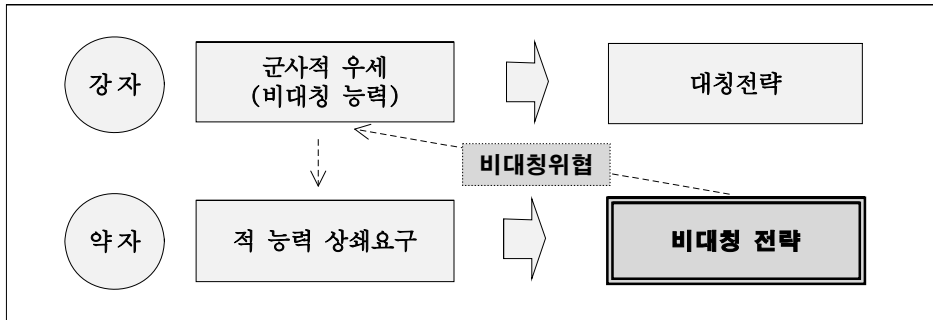 강자
군사적 우세
(비대칭 능력)
대칭전략
비대칭위협
약자
적 능력 상쇄요구
비대칭 전략